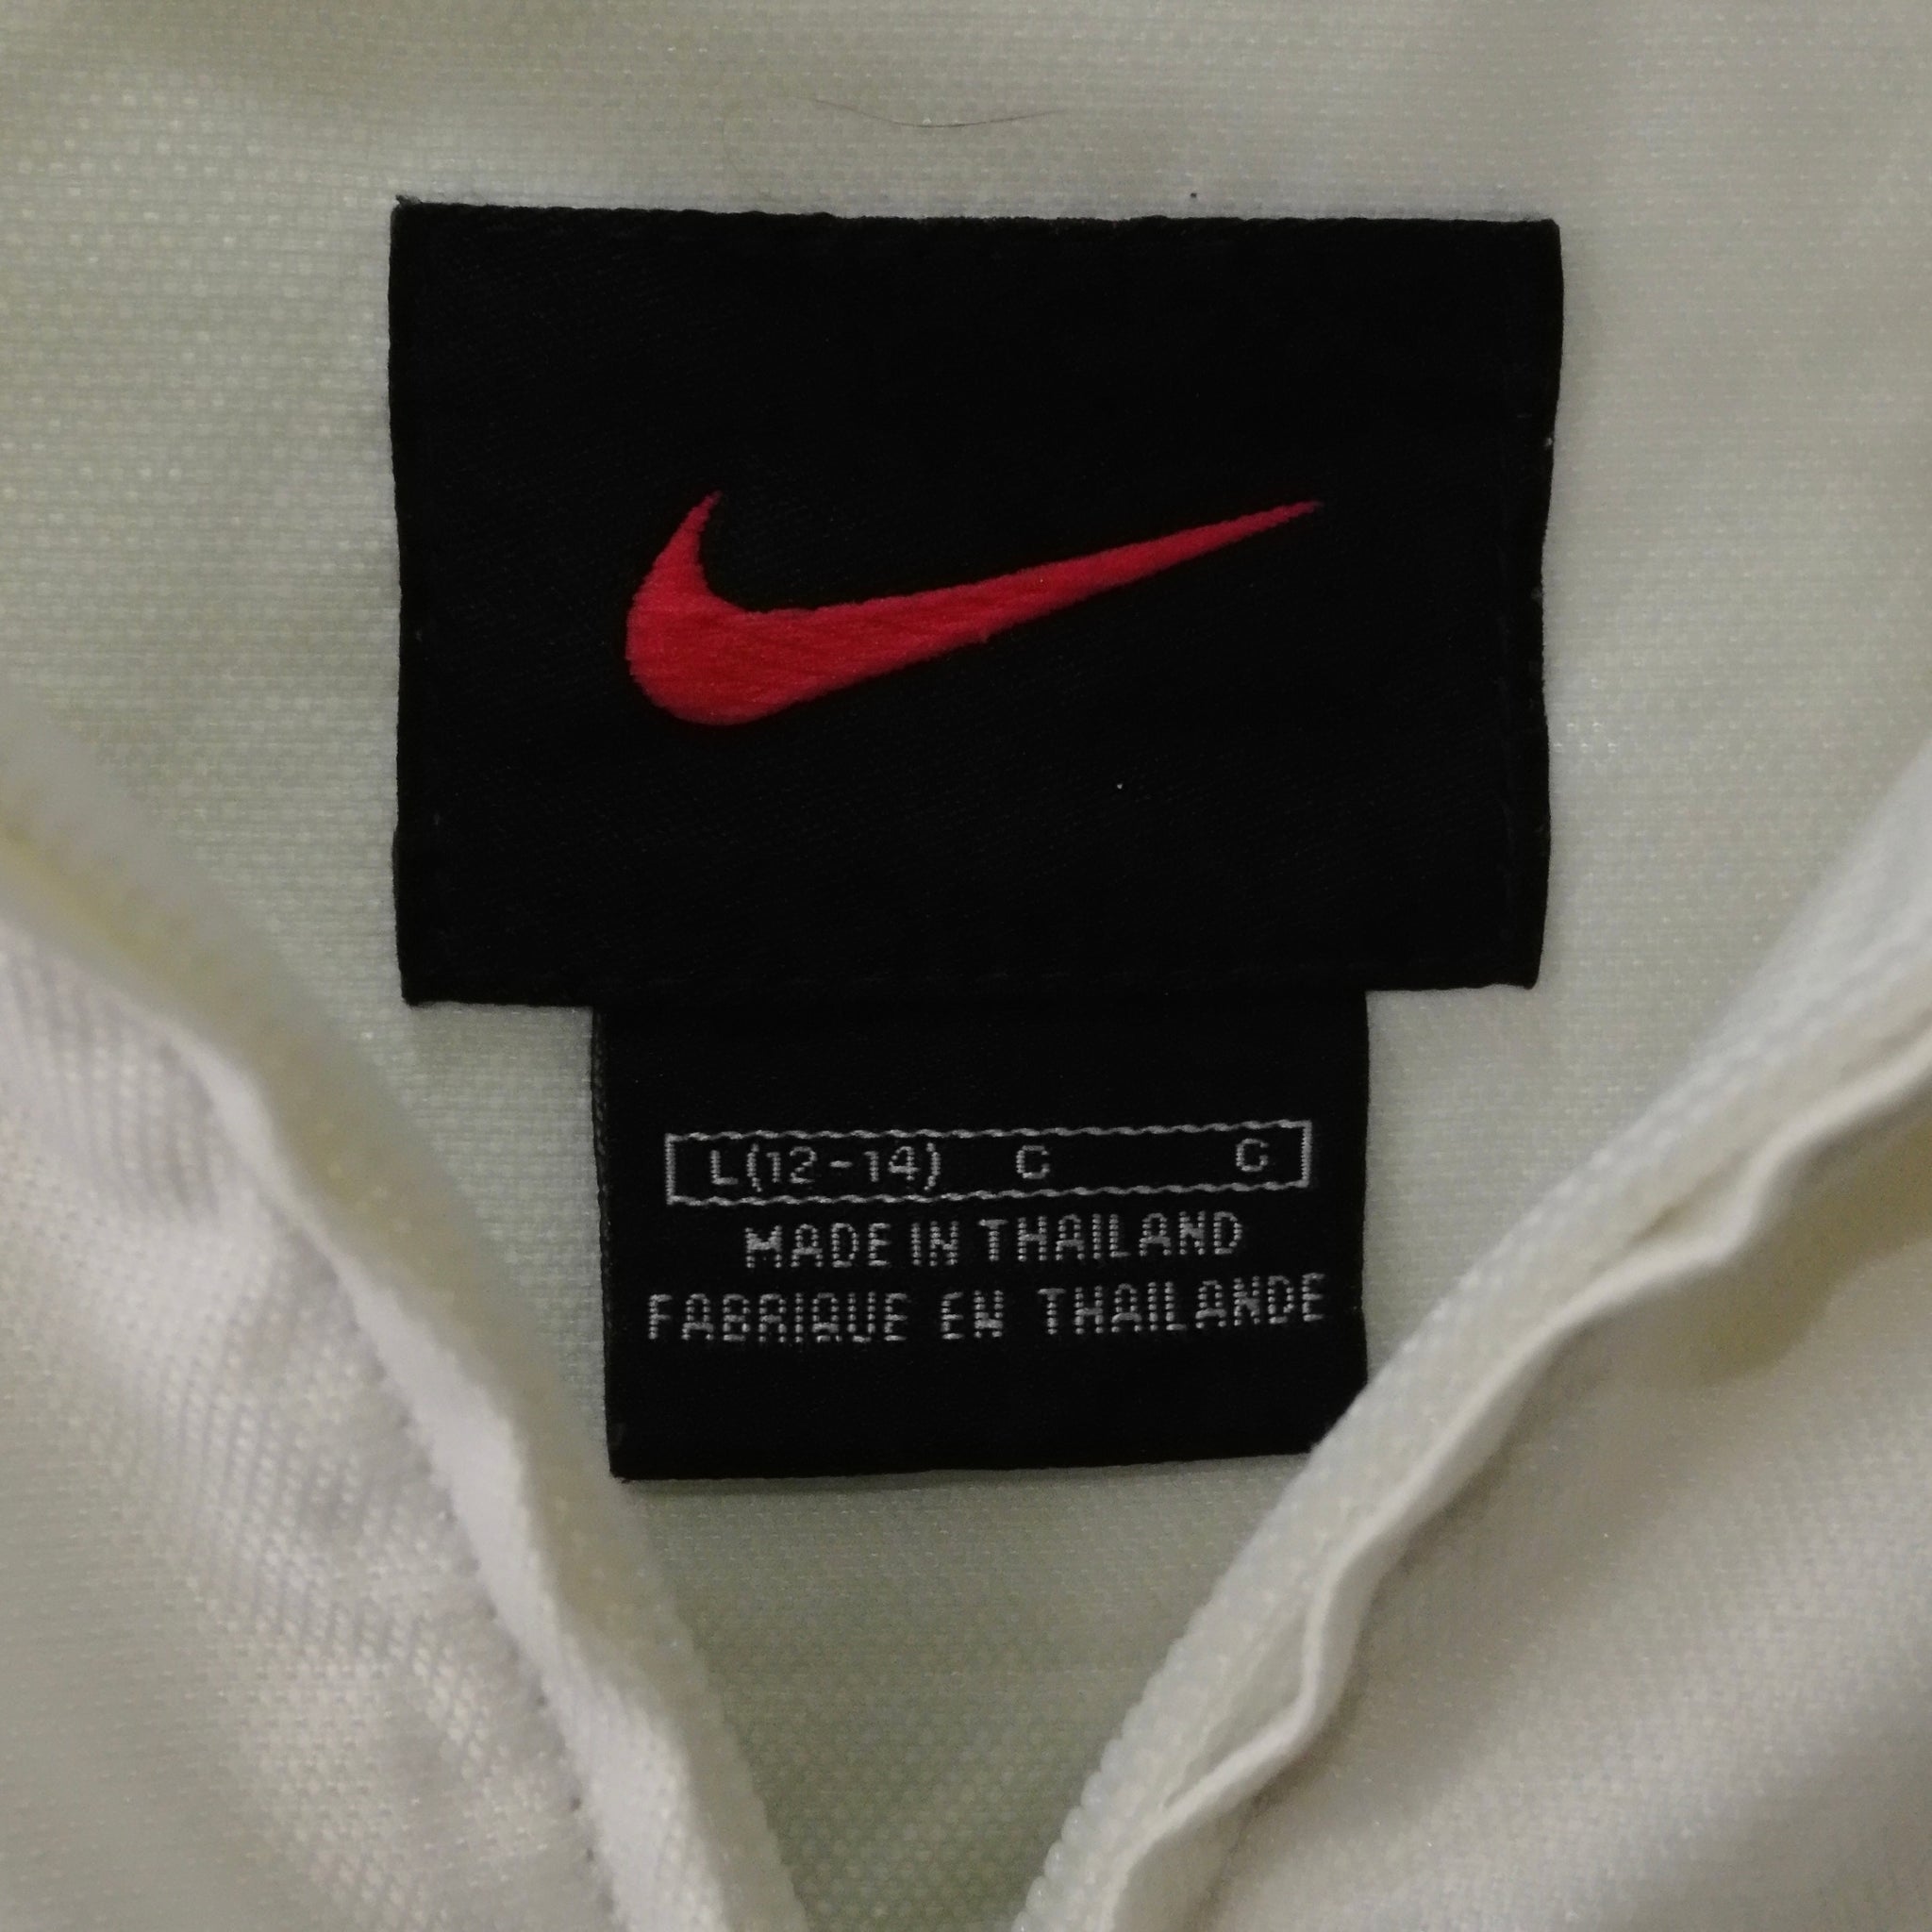 L(12-14) G G
MADE IN THAILAND
FABRIQUE EN THAILANDE